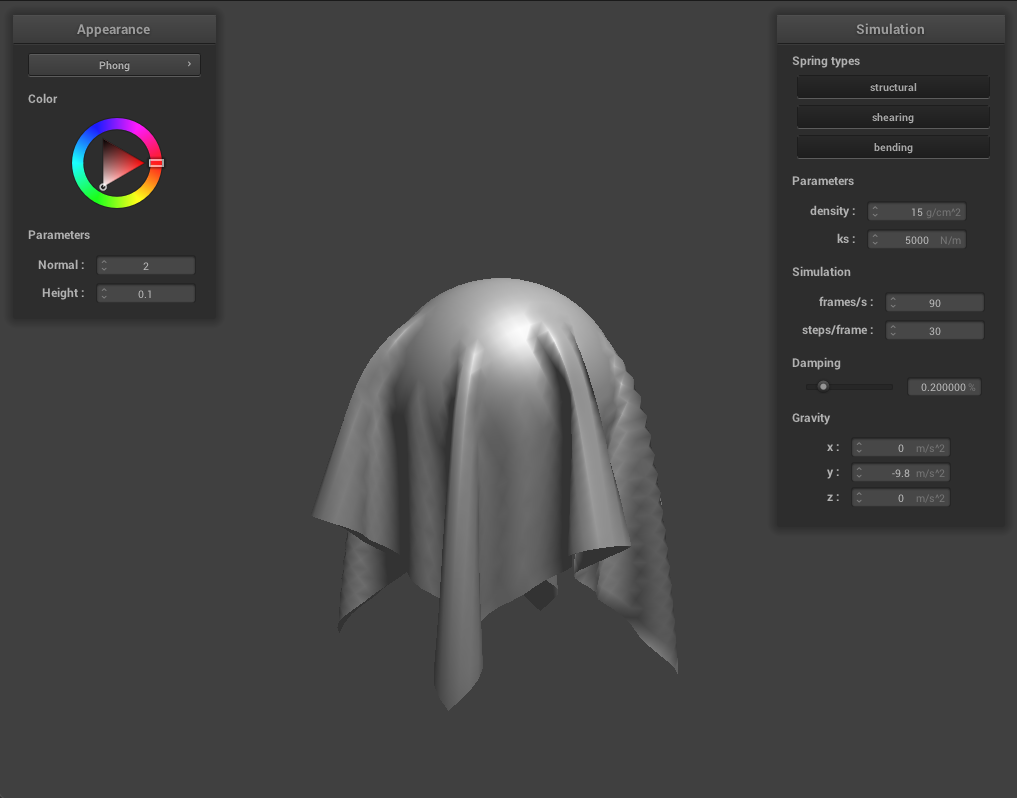 Appearance
Phong
Color
Parameters
Normal : 2
Height : 0.1
Simulation
Spring types
structural
shearing
bending
Parameters
density : 15 g/cm^2
ks : 5000 N/m
Simulation
frames/s : 90
steps/frame : 30
Damping
0.200000 %
Gravity
x : 0 m/s^2
y : -9.8 m/s^2
z : 0 m/s^2